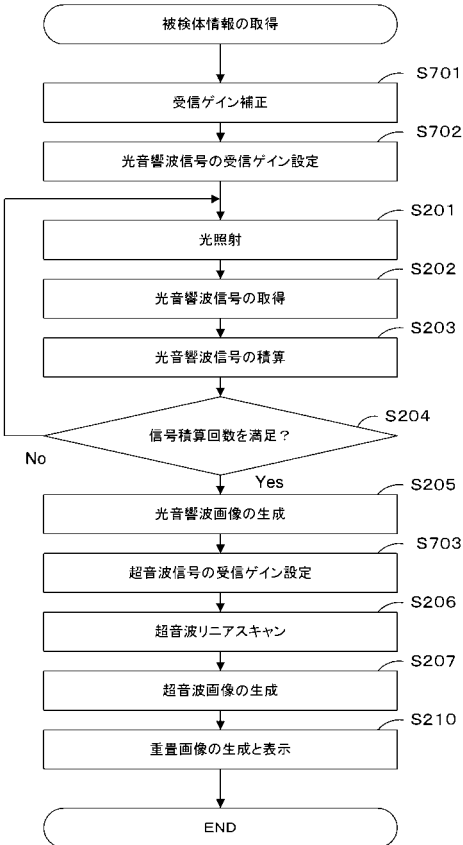 被検体情報の取得
S701
受信ゲイン補正
S702
光音響波信号の受信ゲイン設定
S201
光照射
S202
光音響波信号の取得
S203
光音響波信号の積算
S204
信号積算回数を満足？
No
Yes
S205
光音響波画像の生成
S703
超音波信号の受信ゲイン設定
S206
超音波リニアスキャン
S207
超音波画像の生成
S210
重畳画像の生成と表示
END